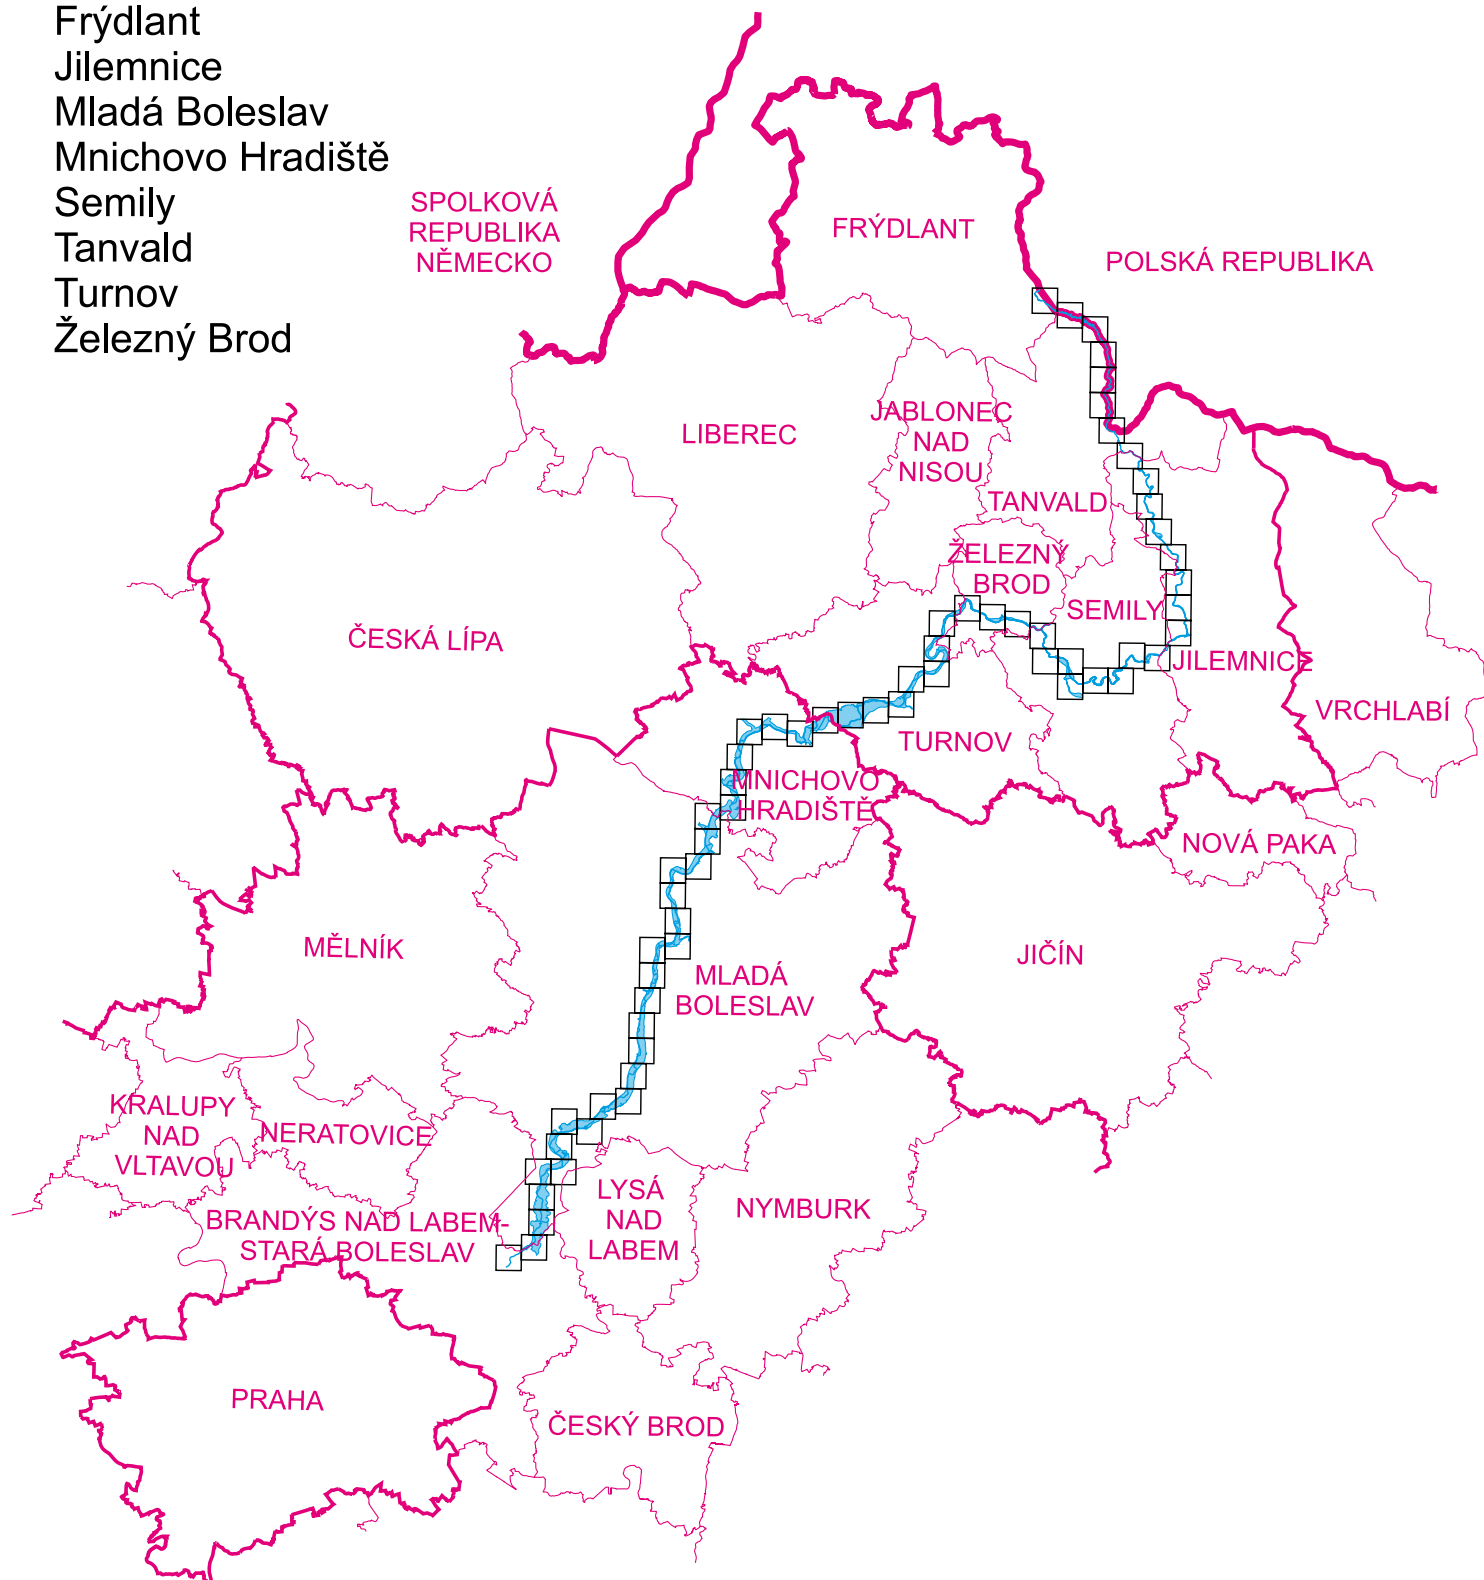 Frýdlant
Jilemnice
Mladá Boleslav
Mnichovo Hradiště
Semily
Tanvald
Turnov
Železný Brod
SPOLKOVÁ
REPUBLIKA
NĚMECKO
FRÝDLANT
POLSKÁ REPUBLIKA
LIBEREC
JABLONEC
NAD
NISOU
TANVALD
ŽELEZNÝ
BROD
SEMILY
ČESKÁ LÍPA
JILEMNICE
VRCHLABÍ
TURNOV
MNICHOVO
HRADIŠTĚ
NOVÁ PAKA
MĚLNÍK
MLADÁ
BOLESLAV
JIČÍN
KRALUPY
NAD
VLTAVOU
NERATOVICE
LYSÁ
NAD
LABEM
NYMBURK
BRANDÝS NAD LABEM-
STARÁ BOLESLAV
PRAHA
ČESKÝ BROD